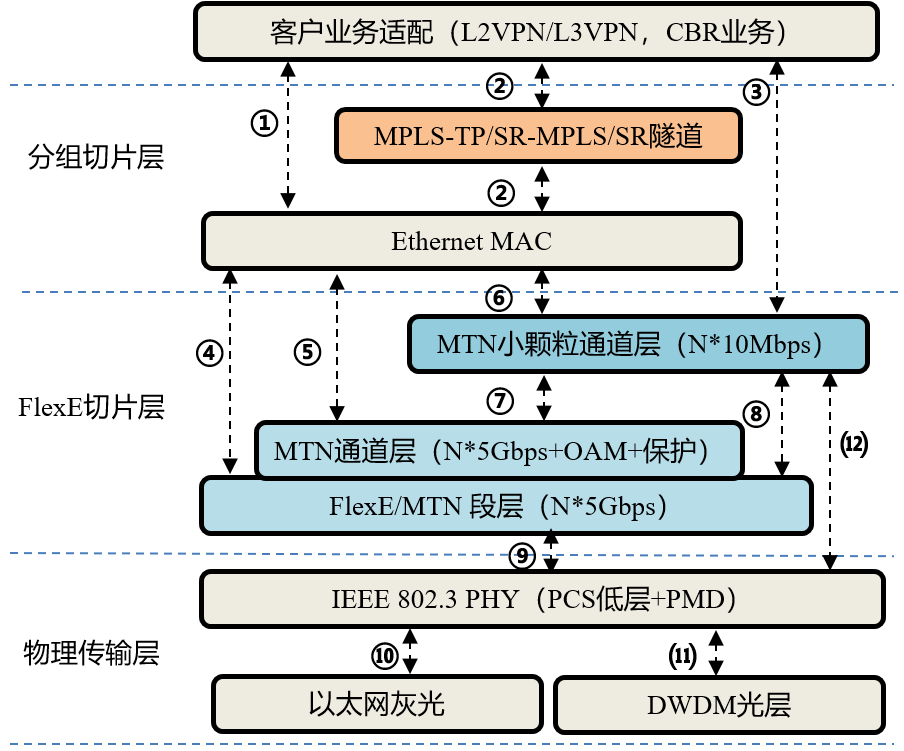 客户业务适配（L2VPN/L3VPN，CBR业务）
②
③
①
分组切片层
MPLS-TP/SR-MPLS/SR隧道
②
Ethernet MAC
⑥
④
⑤
MTN小颗粒通道层（N*10Mbps）
FlexE切片层
⑦
⑧
⑿
MTN通道层（N*5Gbps+OAM+保护）
FlexE/MTN 段层（N*5Gbps）
⑨
IEEE 802.3 PHY（PCS低层+PMD）
物理传输层
⑩
⑾
以太网灰光
DWDM光层